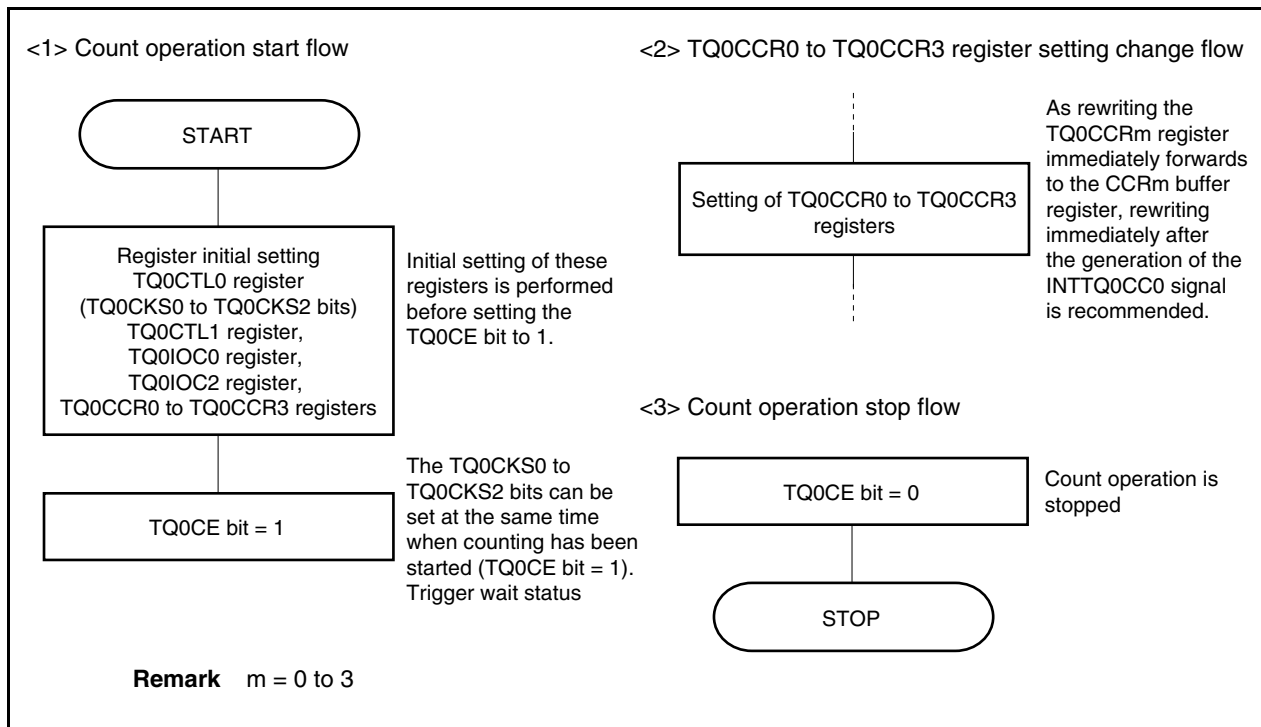 <1> Count operation start flow
START
Register initial setting
TQ0CTL0 register
(TQ0CKS0 to TQ0CKS2 bits)
TQ0CTL1 register,
TQ0IOC0 register,
TQ0IOC2 register,
TQ0CCR0 to TQ0CCR3 registers
Initial setting of these
registers is performed
before setting the
TQ0CE bit to 1.
TQ0CE bit = 1
The TQ0CKS0 to
TQ0CKS2 bits can be
set at the same time
when counting has been
started (TQ0CE bit = 1).
Trigger wait status
<2> TQ0CCR0 to TQ0CCR3 register setting change flow
Setting of TQ0CCR0 to TQ0CCR3
registers
As rewriting the
TQ0CCRm register
immediately forwards
to the CCRm buffer
register, rewriting
immediately after
the generation of the
INTTQ0CC0 signal
is recommended.
<3> Count operation stop flow
TQ0CE bit = 0
Count operation is
stopped
STOP
Remark m = 0 to 3